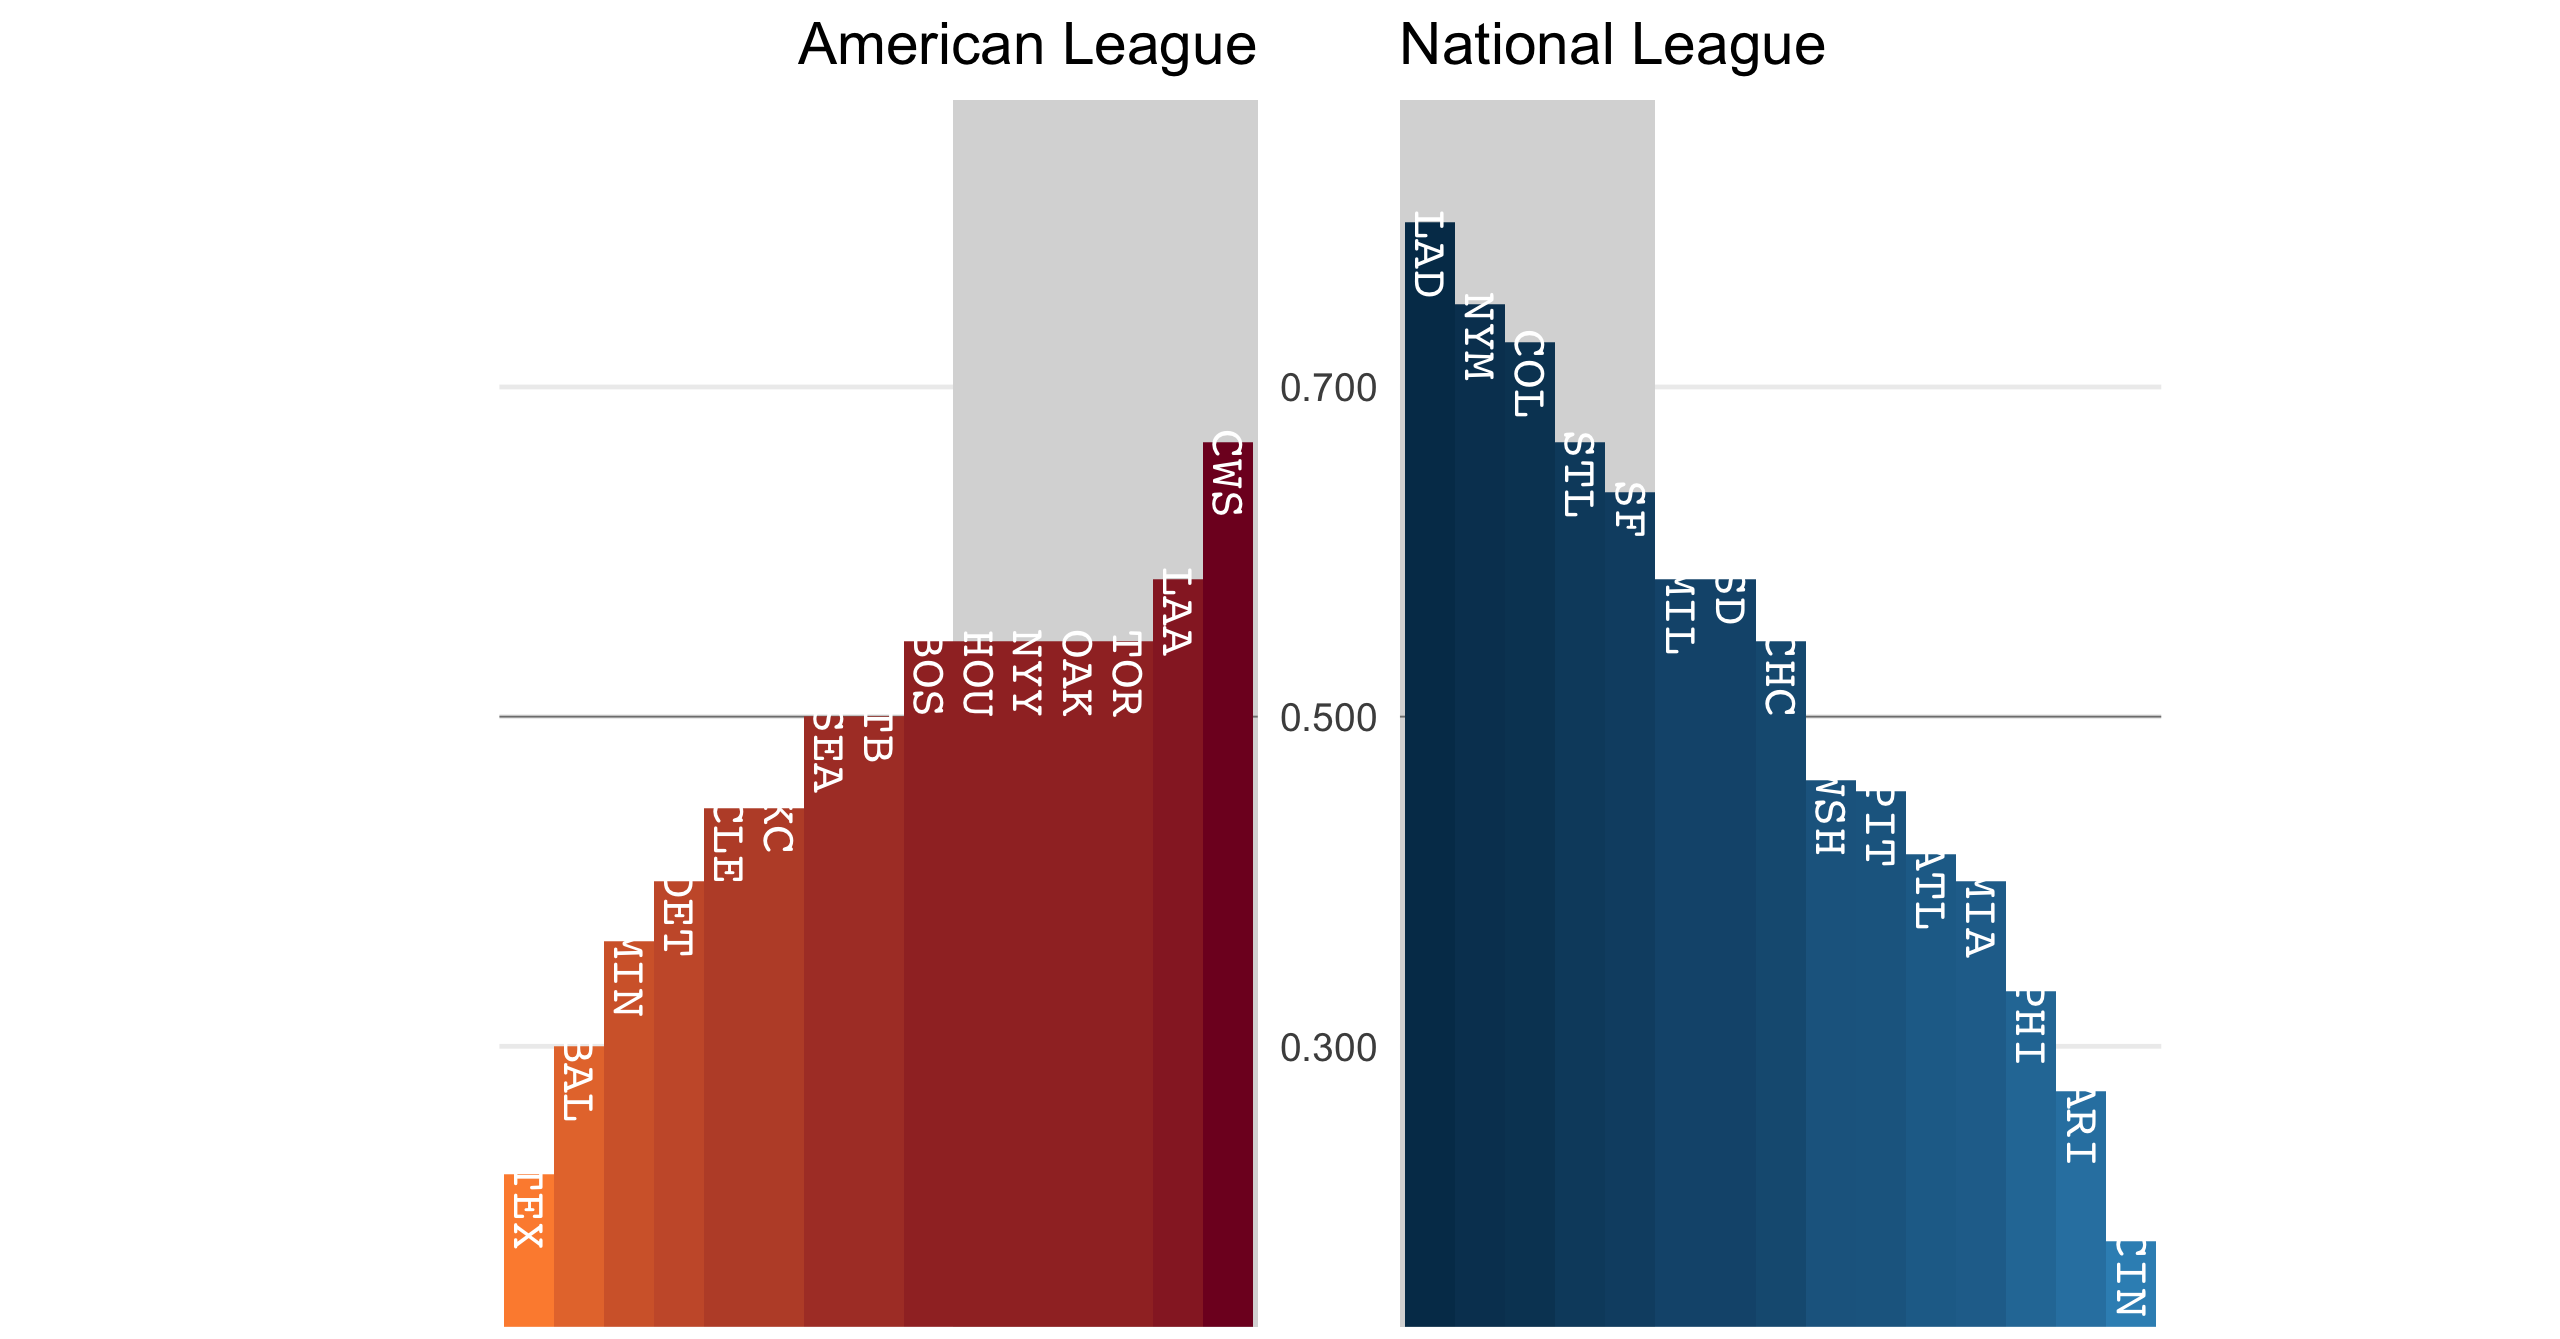 American League
National League
0.700
0.500
0.300
TEX
BAL
MIN
DET
CLE
KC
SEA
TB
BOS
HOU
NYY
OAK
TOR
LAA
CWS
LAD
NYM
COL
STL
SF
MIL
SD
CHC
WSH
PIT
ATL
MIA
PHI
ARI
CIN